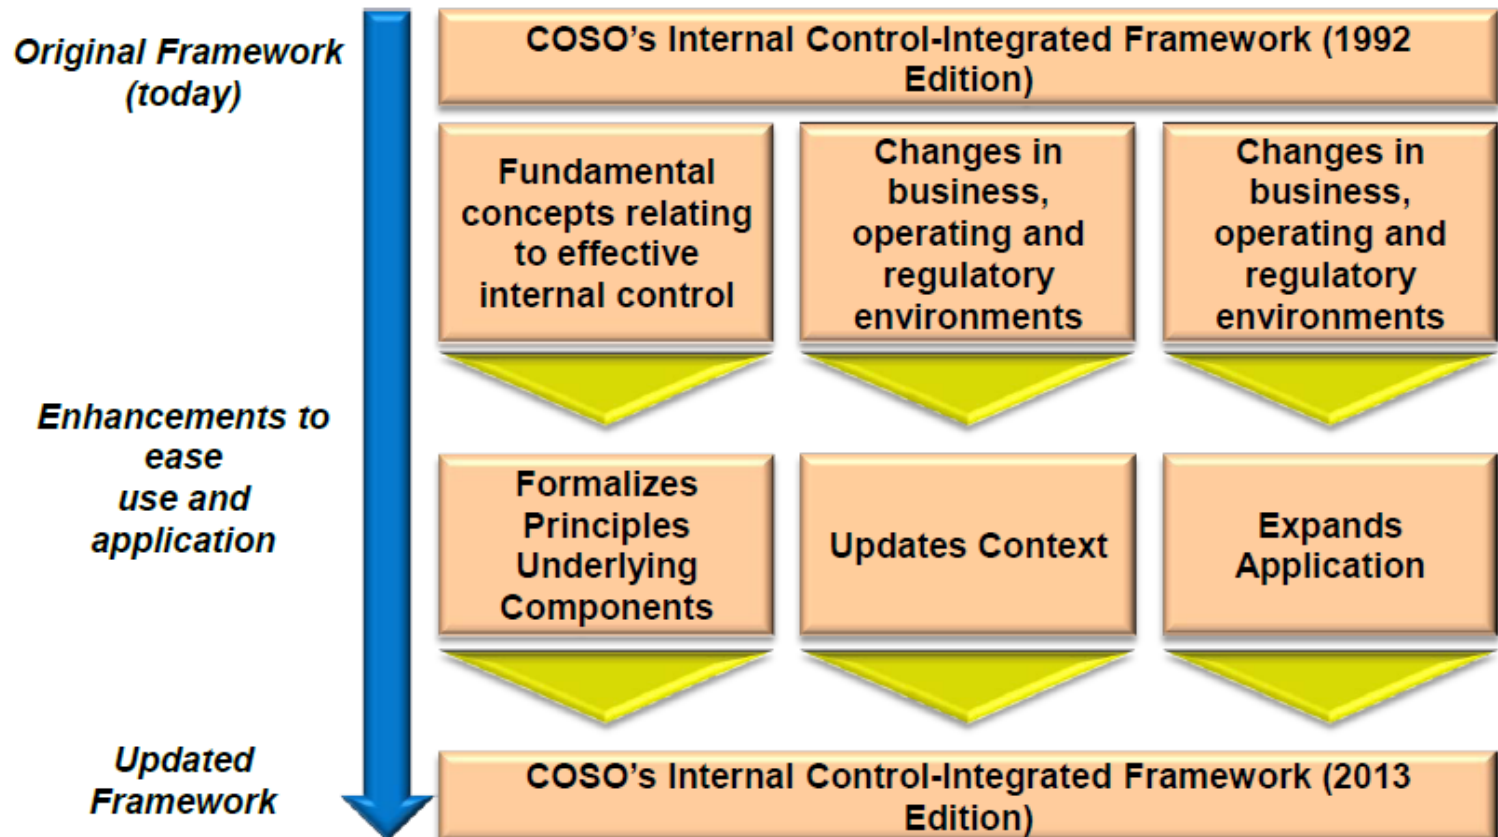 Original Framework
(today)
COSO’s Internal Control-Integrated Framework (1992
Edition)
Fundamental
concepts relating
to effective
internal control
Changes in
business,
operating and
regulatory
environments
Changes in
business,
operating and
regulatory
environments
Enhancements to
ease
use and
application
Formalizes
Principles
Underlying
Components
Updates Context
Expands
Application
Updated
Framework
COSO’s Internal Control-Integrated Framework (2013
Edition)